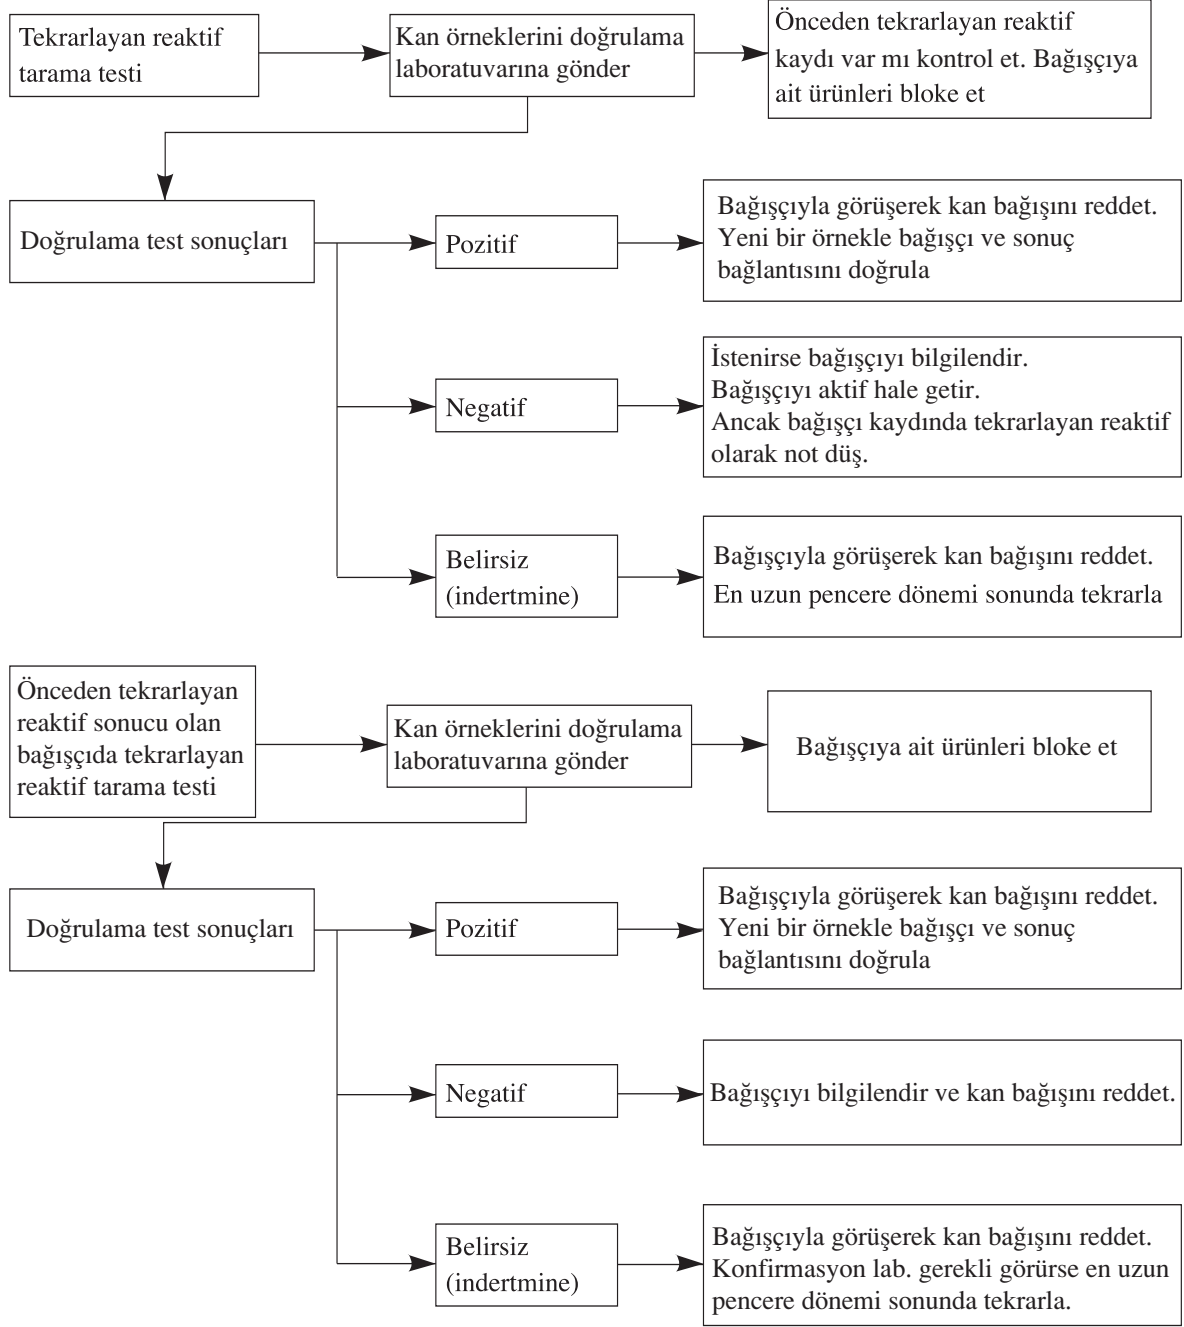 Tekrarlayan reaktif
tarama testi
Kan örneklerini doğrulama
laboratuvarına gönder
Önceden tekrarlayan reaktif
kaydı var mı kontrol et. Bağışçıya
ait ürünleri bloke et
Doğrulama test sonuçları
Pozitif
Bağışçıyla görüşerek kan bağışını reddet.
Yeni bir örnekle bağışçı ve sonuç
bağlantısını doğrula
Negatif
İstenirse bağışçıyı bilgilendir.
Bağışçıyı aktif hale getir.
Ancak bağışçı kaydında tekrarlayan reaktif
olarak not düş.
Belirsiz
(indertmine)
Bağışçıyla görüşerek kan bağışını reddet.
En uzun pencere dönemi sonunda tekrarla
Önceden tekrarlayan
reaktif sonucu olan
bağışçıda tekrarlayan
reaktif tarama testi
Kan örneklerini doğrulama
laboratuvarına gönder
Bağışçıya ait ürünleri bloke et
Doğrulama test sonuçları
Pozitif
Bağışçıyla görüşerek kan bağışını reddet.
Yeni bir örnekle bağışçı ve sonuç
bağlantısını doğrula
Negatif
Bağışçıyı bilgilendir ve kan bağışını reddet.
Belirsiz
(indertmine)
Bağışçıyla görüşerek kan bağışını reddet.
Konfirmasyon lab. gerekli görürse en uzun
pencere dönemi sonunda tekrarla.